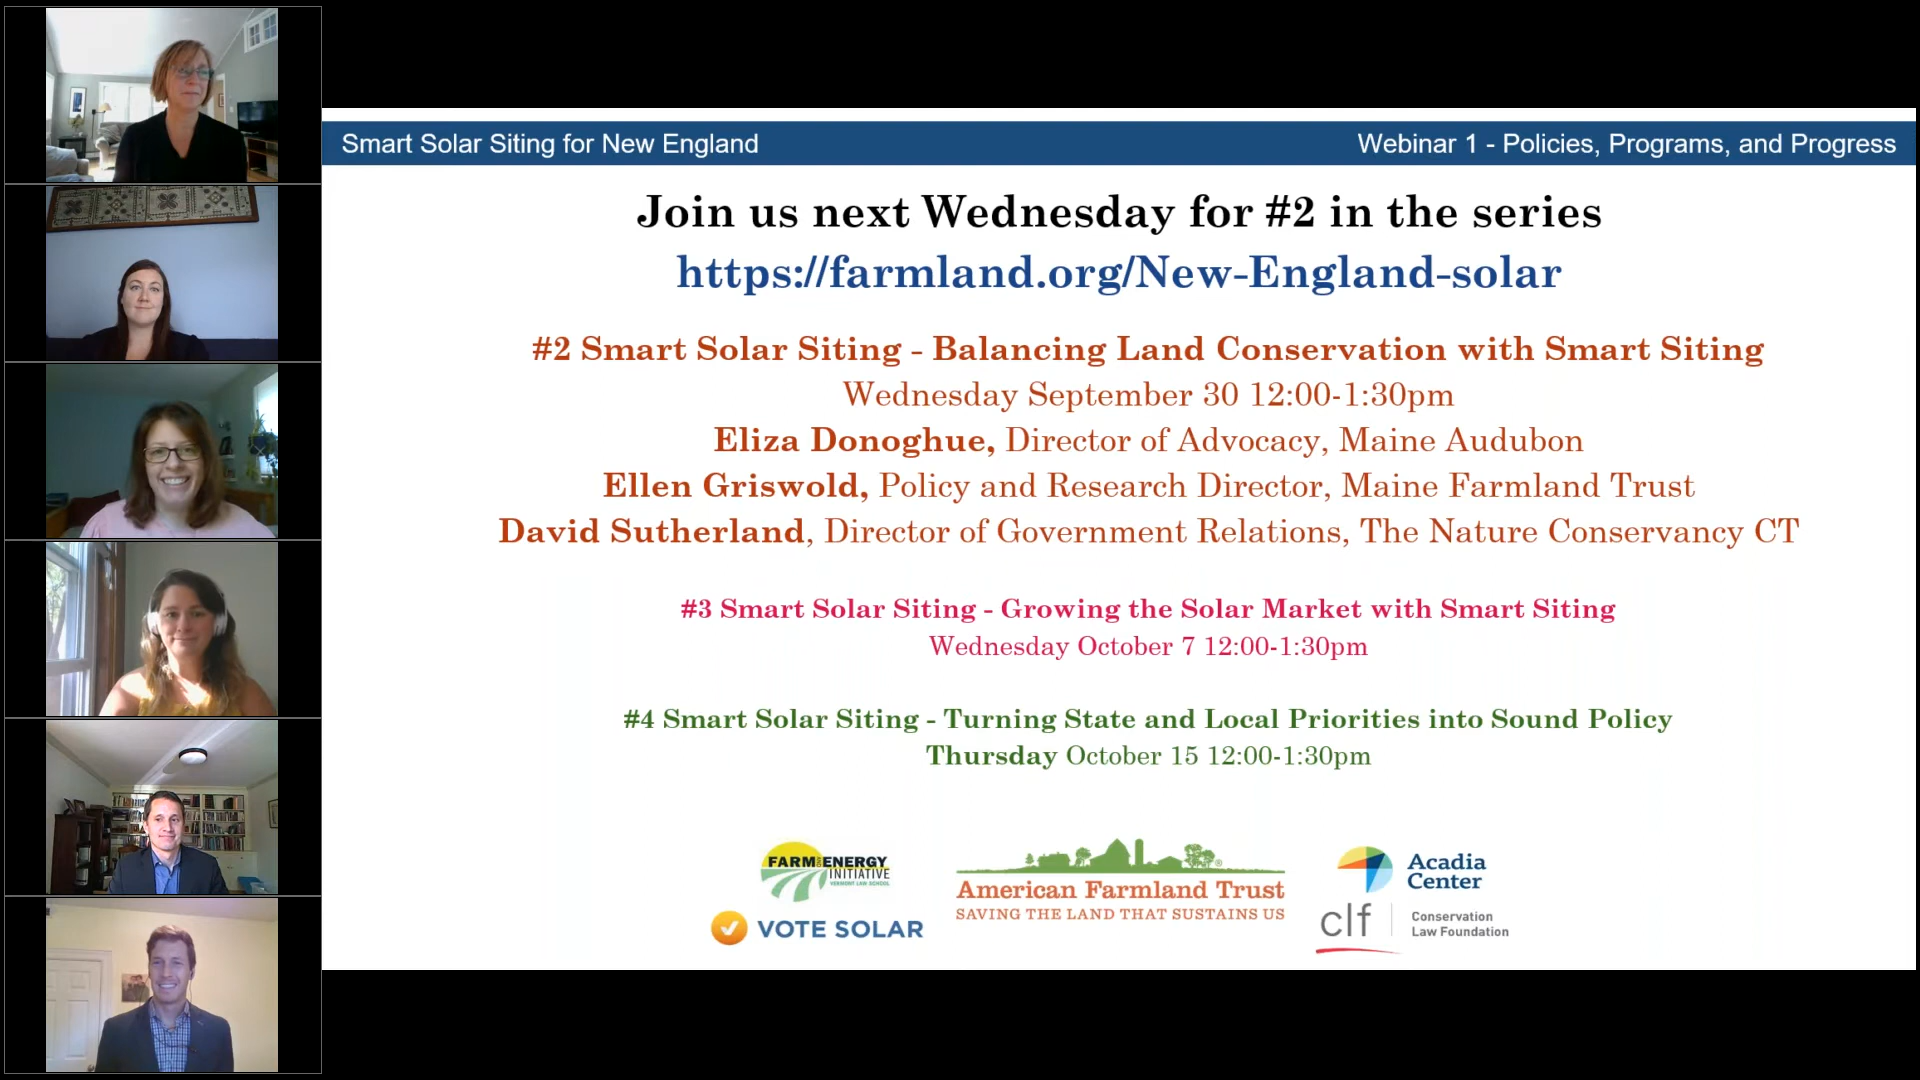 Smart Solar Siting for New England
Webinar 1 - Policies, Programs, and Progress
Join us next Wednesday for #2 in the series
https://farmland.org/New-England-solar
#2 Smart Solar Siting - Balancing Land Conservation with Smart Siting
Wednesday September 30 12:00-1:30pm
Eliza Donoghue, Director of Advocacy, Maine Audubon
Ellen Griswold, Policy and Research Director, Maine Farmland Trust
David Sutherland, Director of Government Relations, The Nature Conservancy CT
#3 Smart Solar Siting - Growing the Solar Market with Smart Siting
Wednesday October 7 12:00-1:30pm
#4 Smart Solar Siting - Turning State and Local Priorities into Sound Policy
Thursday October 15 12:00-1:30pm
FARM AND ENERGY
INITIATIVE
VERMONT LAW SCHOOL
VOTE SOLAR
American Farmland Trust
SAVING THE LAND THAT SUSTAINS US
Acadia
Center
clf
Conservation
Law Foundation